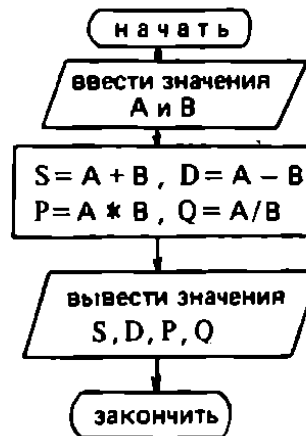 начать
ввести значения
А и В
S = A + B, D = A − B
P = A * B, Q = A/B
вывести значения
S, D, P, Q
закончить